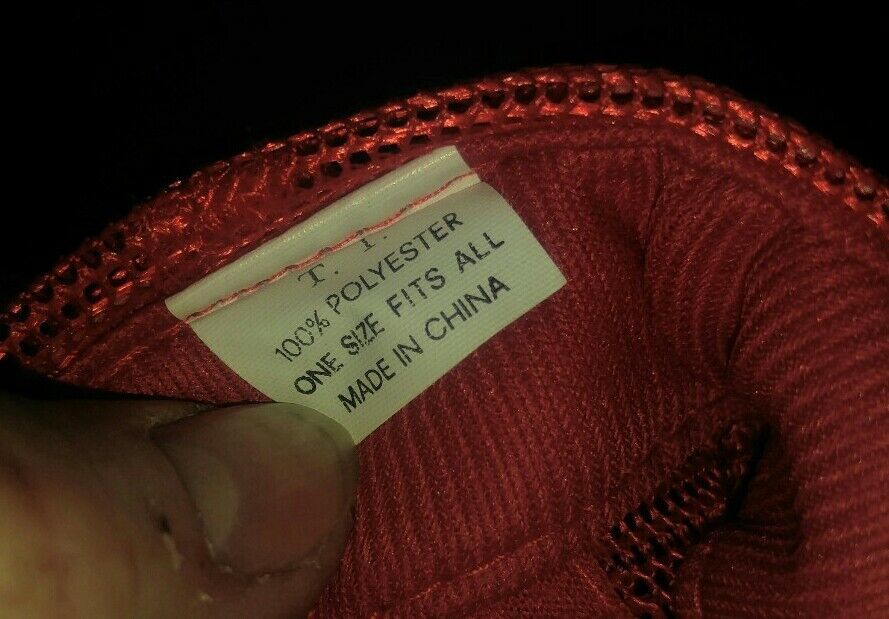 T. I.
100% POLYESTER
ONE SIZE FITS ALL
MADE IN CHINA